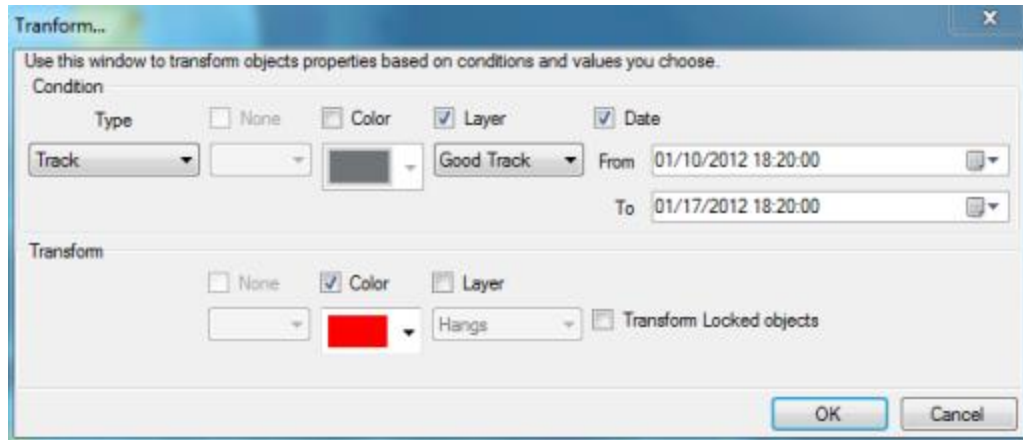 Tranform...
Use this window to transform objects properties based on conditions and values you choose.
Condtion
Type None Color Layer Date
Track Good Track From 01/10/2012 18:20:00
To 01/17/2012 18:20:00
Transform
None Color Layer
Hangs Transform Locked objects
OK Cancel